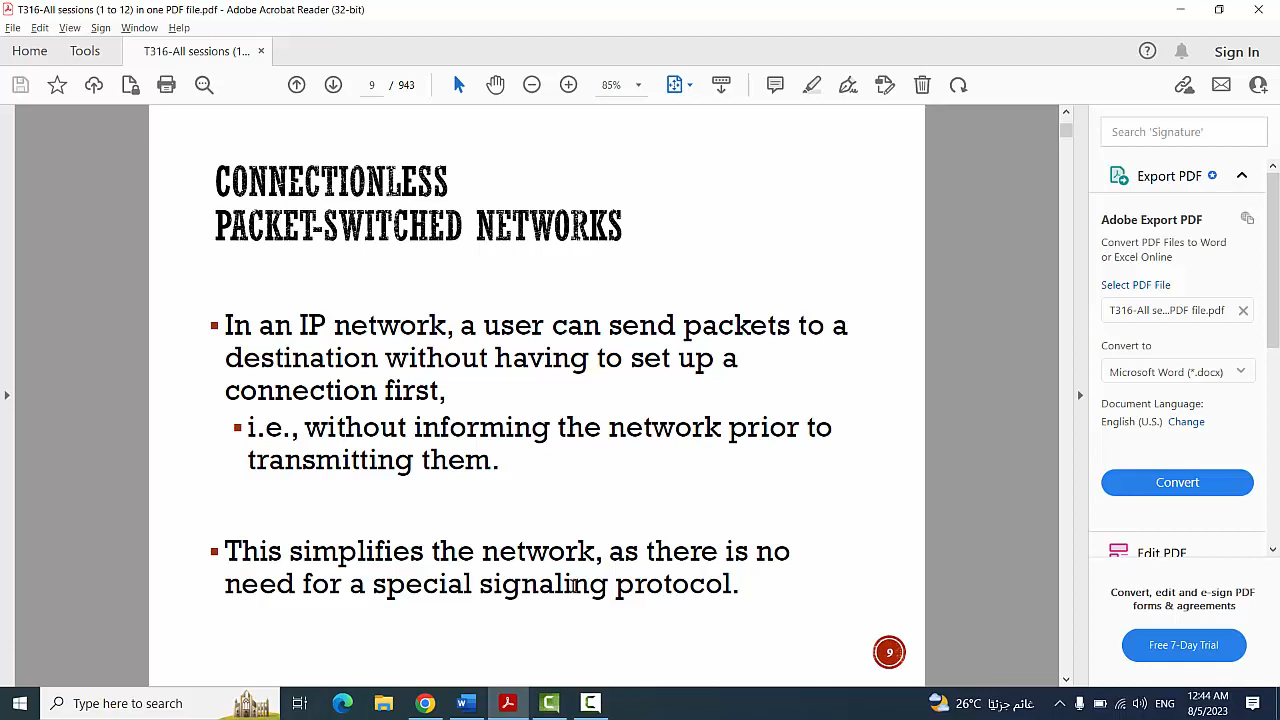 T316-All sessions (1 to 12) in one PDF file.pdf - Adobe Acrobat Reader (32-bit)
File Edit View Sign Window Help
Home Tools T316-All sessions (1... × Sign In
9 / 943 85%
CONNECTIONLESS
PACKET-SWITCHED NETWORKS
In an IP network, a user can send packets to a
destination without having to set up a
connection first,
i.e., without informing the network prior to
transmitting them.
This simplifies the network, as there is no
need for a special signaling protocol.
9
Search 'Signature'
Export PDF
Adobe Export PDF
Convert PDF Files to Word
or Excel Online
Select PDF File
T316-All se...PDF file.pdf
Convert to
Microsoft Word (*.docx)
Document Language:
English (U.S.) Change
Convert
Edit PDF
Convert, edit and e-sign PDF
forms & agreements
Free 7-Day Trial
Type here to search
26°C غائم جزئيًا
ENG
12:44 AM
8/5/2023